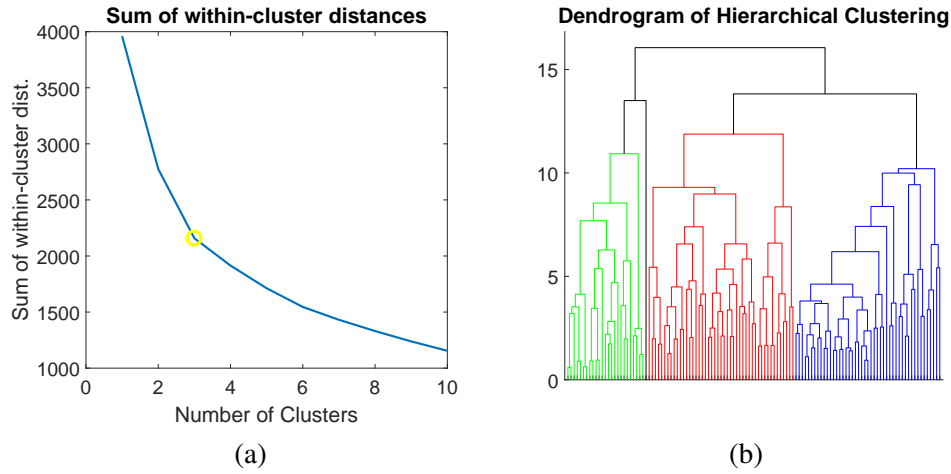 Sum of within-cluster distances
4000
3500
3000
2500
2000
1500
1000
Sum of within-cluster dist.
0 2 4 6 8 10
Number of Clusters
(a)
Dendrogram of Hierarchical Clustering
15
10
5
0
(b)